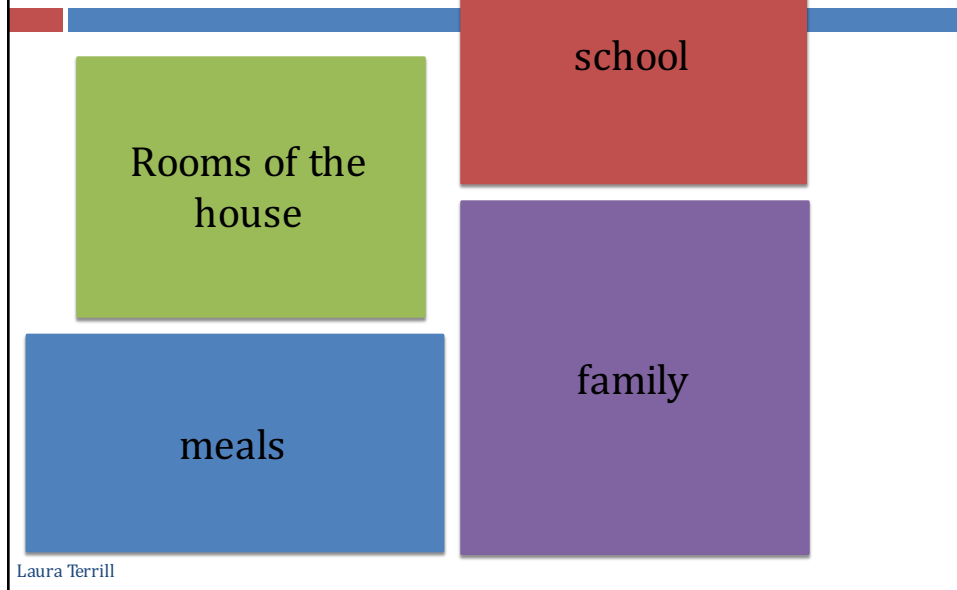 school
Rooms of the
house
family
meals
Laura Terrill